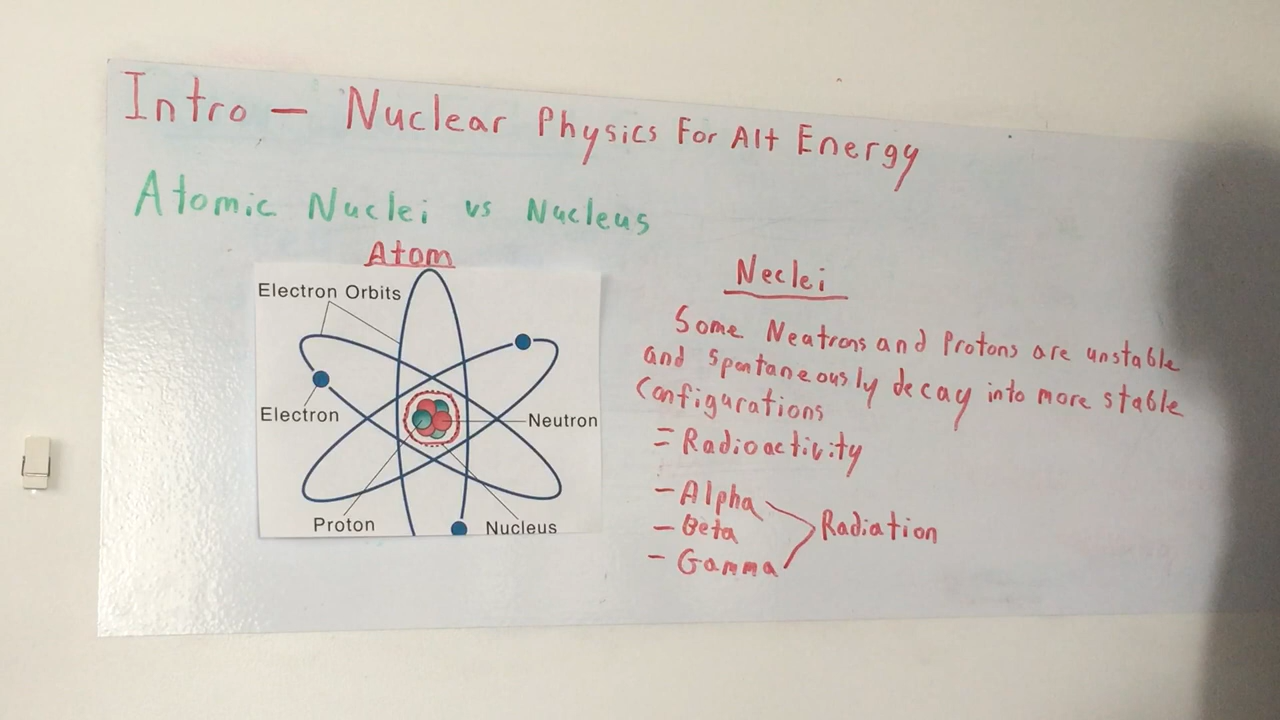 Intro - Nuclear Physics For Alt Energy
Atomic Nuclei vs Nucleus
Atom
Electron Orbits
Electron
Neutron
Proton
Nucleus
Neclei
Some Neatrons and Protons are unstable
and Spontaneously decay into more stable
Configurations
= Radioactivity
- Alpha
- Beta
- Gamma
Radiation